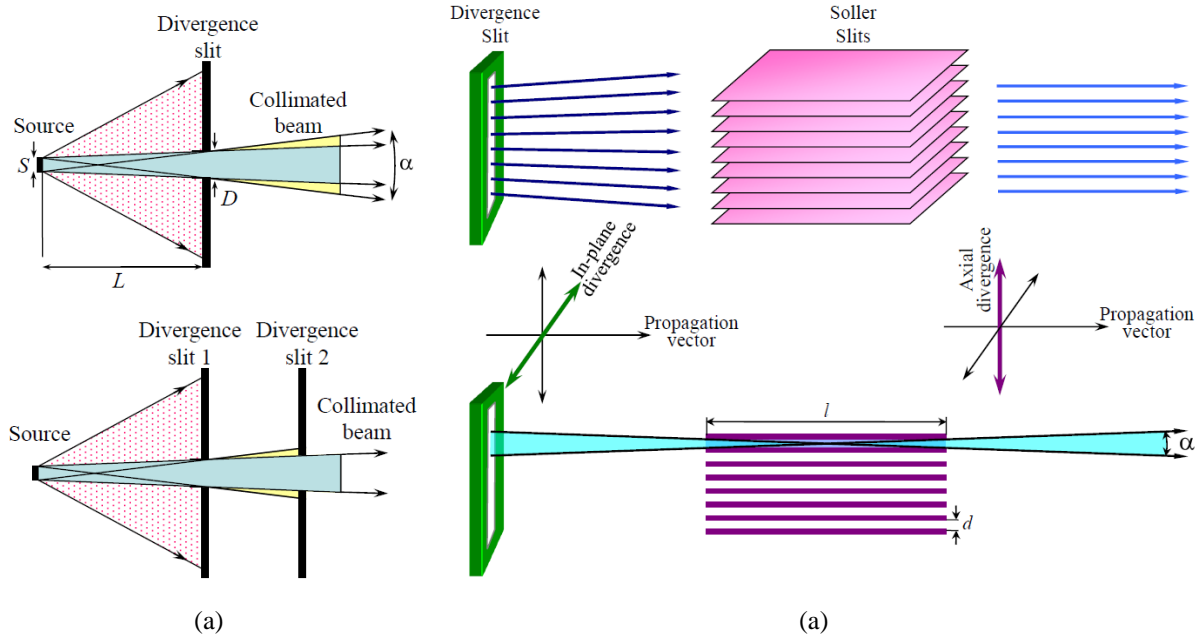 Divergence
slit
Source
Collimated
beam
S
D
α
L
Divergence
slit 1
Divergence
slit 2
Source
Collimated
beam
(a)
Divergence
Slit
Soller
Slits
In-plane
divergence
Propagation
vector
Axial
divergence
Propagation
vector
l
α
d
(a)